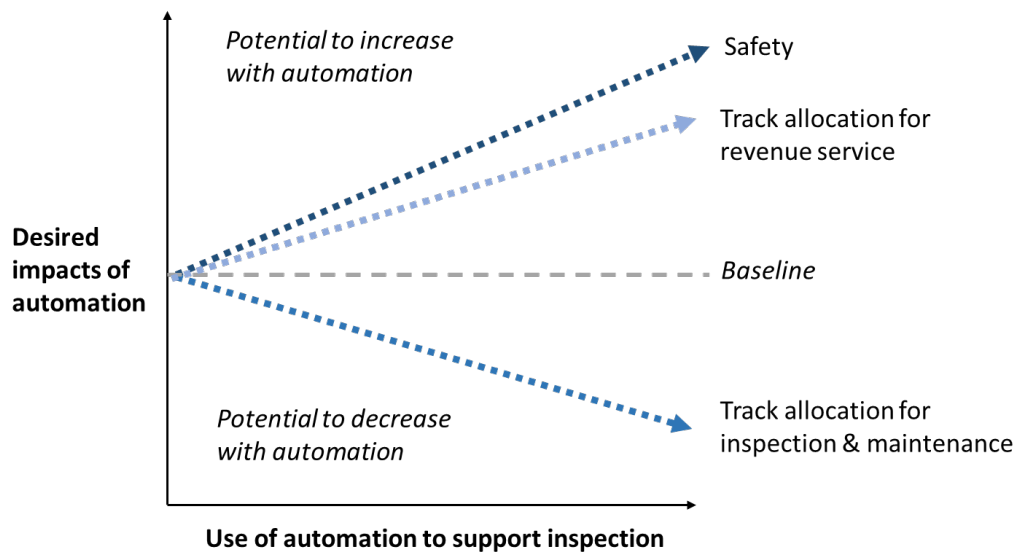 Potential to increase
with automation
Safety
Track allocation for
revenue service
Desired
impacts of
automation
Baseline
Potential to decrease
with automation
Track allocation for
inspection & maintenance
Use of automation to support inspection